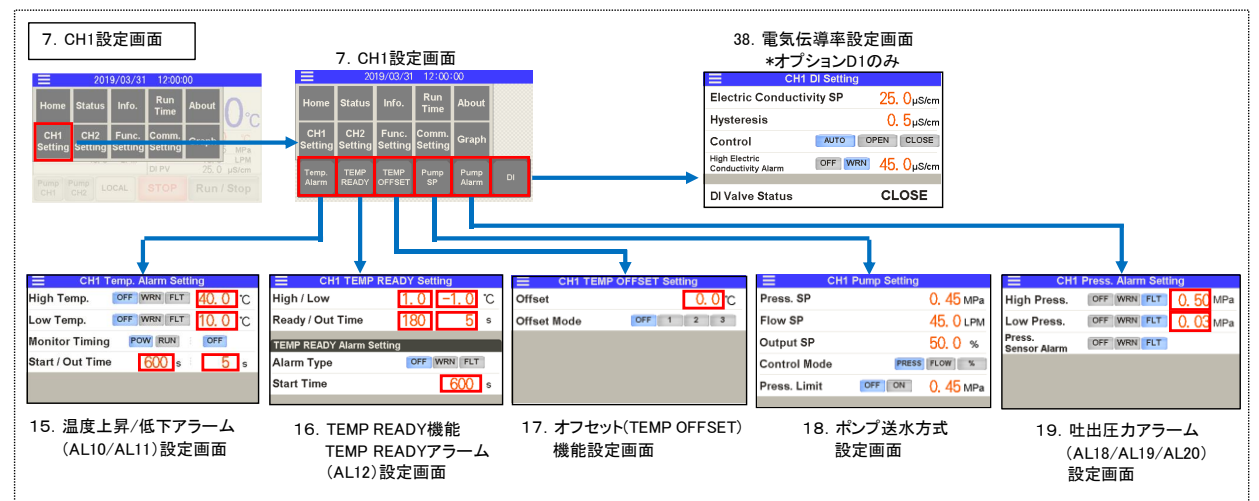 7. CH1設定画面
2019/03/31 12:00:00
Home Status Info. Run Time About
0 ℃
CH1 Setting CH2 Setting Func. Setting Comm. Setting Graph
MPa
LPM
DI PV 25.0 μS/cm
Pump CH1 Pump CH2 LOCAL STOP Run / Stop
7. CH1設定画面
2019/03/31 12:00:00
Home Status Info. Run Time About
CH1 Setting CH2 Setting Func. Setting Comm. Setting Graph
Temp. Alarm TEMP READY TEMP OFFSET Pump SP Pump Alarm DI
38. 電気伝導率設定画面
*オプションD1のみ
CH1 DI Setting
Electric Conductivity SP 25.0 μS/cm
Hysteresis 0.5 μS/cm
Control AUTO OPEN CLOSE
High Electric
Conductivity Alarm OFF WRN 45.0 μS/cm
DI Valve Status CLOSE
CH1 Temp. Alarm Setting
High Temp. OFF WRN FLT 40.0 ℃
Low Temp. OFF WRN FLT 10.0 ℃
Monitor Timing POW RUN : OFF
Start / Out Time 600 s : 5 s
15. 温度上昇/低下アラーム
(AL10/AL11)設定画面
CH1 TEMP READY Setting
High / Low 1.0 -1.0 ℃
Ready / Out Time 180 5 s
TEMP READY Alarm Setting
Alarm Type OFF WRN FLT
Start Time 600 s
16. TEMP READY機能
TEMP READYアラーム
(AL12)設定画面
CH1 TEMP OFFSET Setting
Offset 0.0 ℃
Offset Mode OFF 1 2 3
17. オフセット(TEMP OFFSET)
機能設定画面
CH1 Pump Setting
Press. SP 0.45 MPa
Flow SP 45.0 LPM
Output SP 50.0 %
Control Mode PRESS FLOW %
Press. Limit OFF ON 0.45 MPa
18. ポンプ送水方式
設定画面
CH1 Press. Alarm Setting
High Press. OFF WRN FLT 0.50 MPa
Low Press. OFF WRN FLT 0.03 MPa
Press.
Sensor Alarm OFF WRN FLT
19. 吐出圧力アラーム
(AL18/AL19/AL20)
設定画面